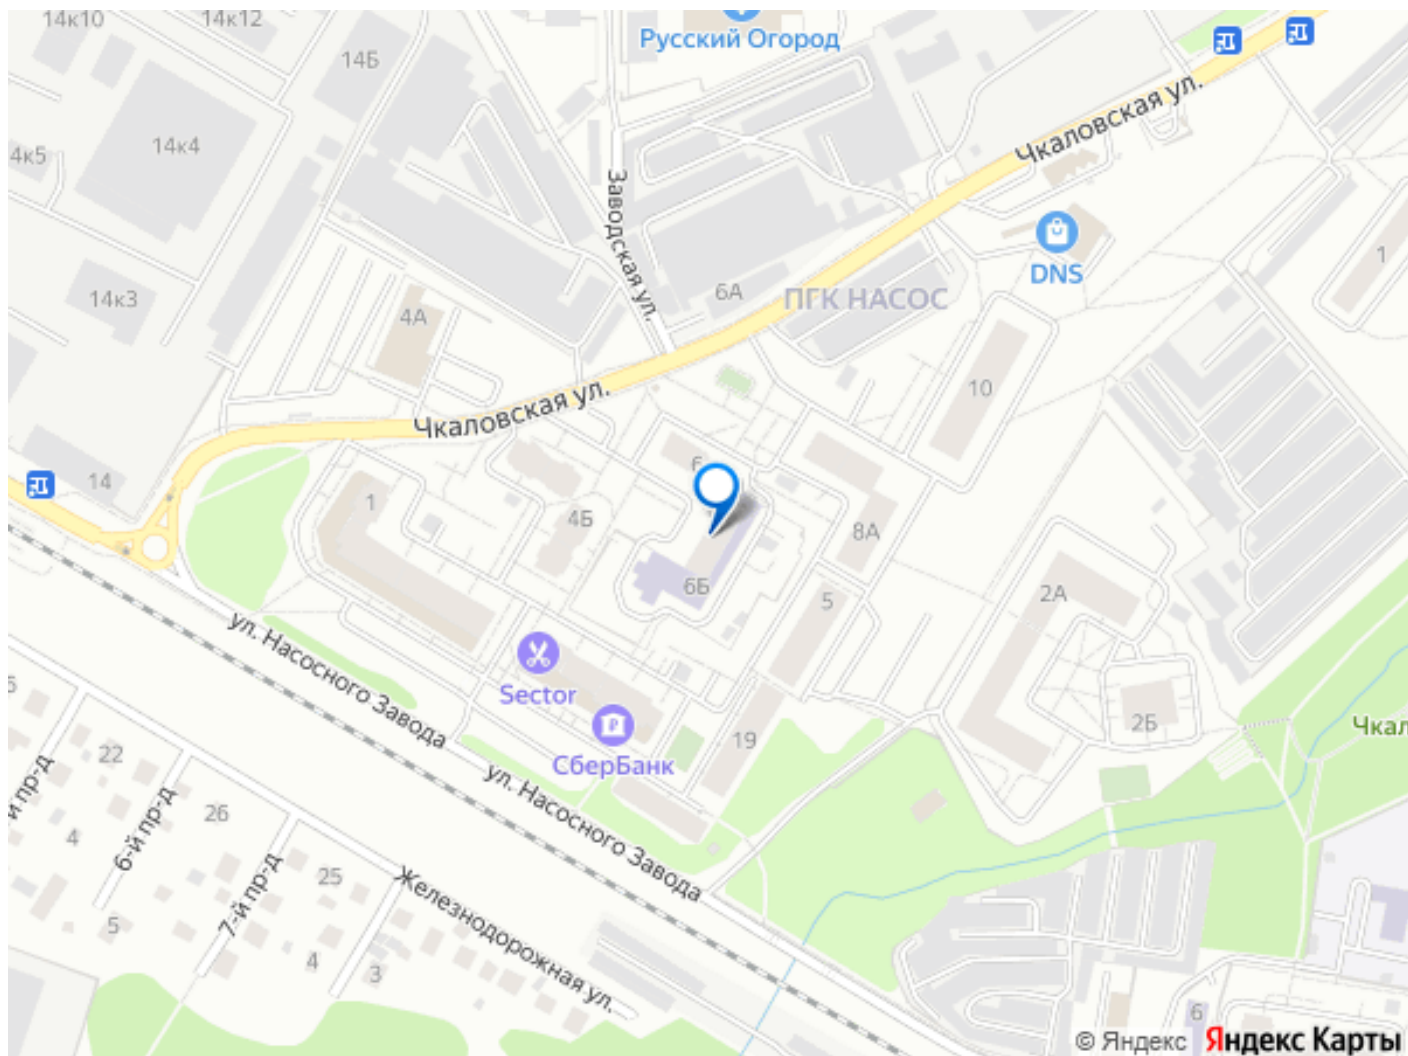 14к10
14к12
14Б
Русский Огород
Чкаловская ул.
14к4
4к5
Заводская ул.
DNS
1
14к3
6А
ПГК НАСОС
4А
10
Чкаловская ул.
6
14
1
4Б
8А
6Б
5
2А
ул. Насосного Завода
Sector
19
2Б
Чкал
СберБанк
22
й пр-д
6-й пр-д
26
4
ул. Насосного Завода
7-й пр-д
25
Железнодорожная ул.
5
4
3
6
© Яндекс Яндекс Карты